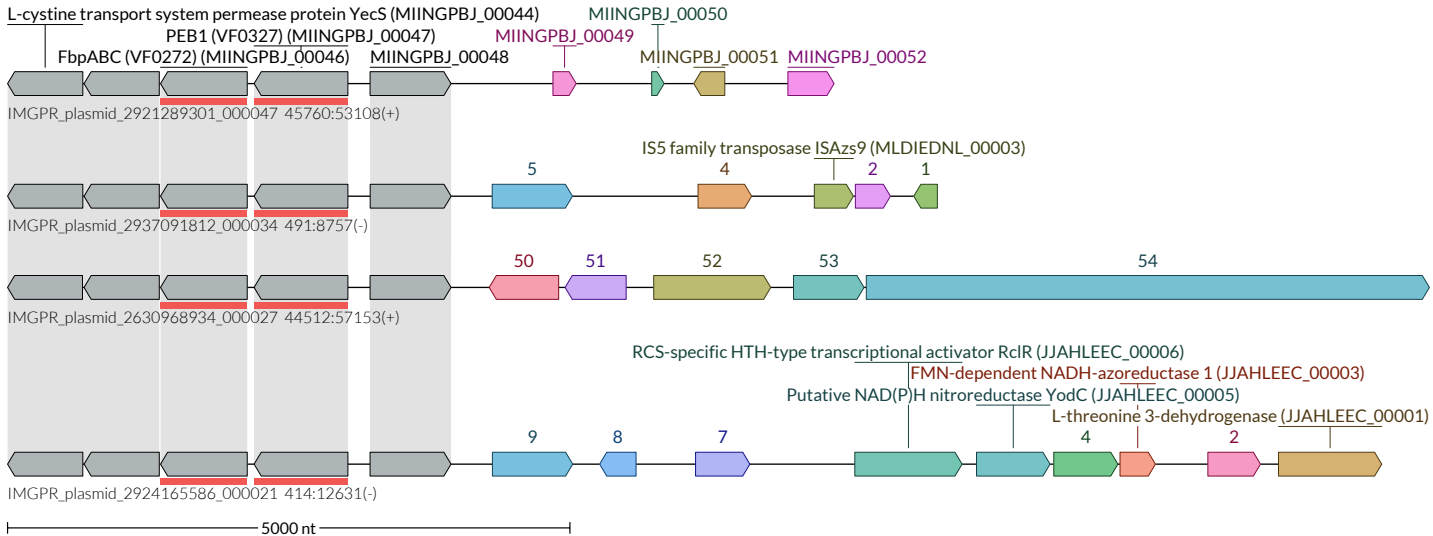 L-cystine transport system permease protein YecS (MIINGPBJ_00044)
MIINGPBJ_00050
PEB1 (VF0327) (MIINGPBJ_00047)
MIINGPBJ_00049
FbpABC (VF0272) (MIINGPBJ_00046)
MIINGPBJ_00048
MIINGPBJ_00051
MIINGPBJ_00052
IMGPR_plasmid_2921289301_000047 45760:53108(+)
IS5 family transposase ISAzs9 (MLDIEDNL_00003)
5
4
2
1
IMGPR_plasmid_2937091812_000034 491:8757(-)
50
51
52
53
54
IMGPR_plasmid_2630968934_000027 44512:57153(+)
RCS-specific HTH-type transcriptional activator RclR (JJAHLEEC_00006)
FMN-dependent NADH-azoreductase 1 (JJAHLEEC_00003)
Putative NAD(P)H nitroreductase YodC (JJAHLEEC_00005)
L-threonine 3-dehydrogenase (JJAHLEEC_00001)
9
8
7
4
2
IMGPR_plasmid_2924165586_000021 414:12631(-)
5000 nt